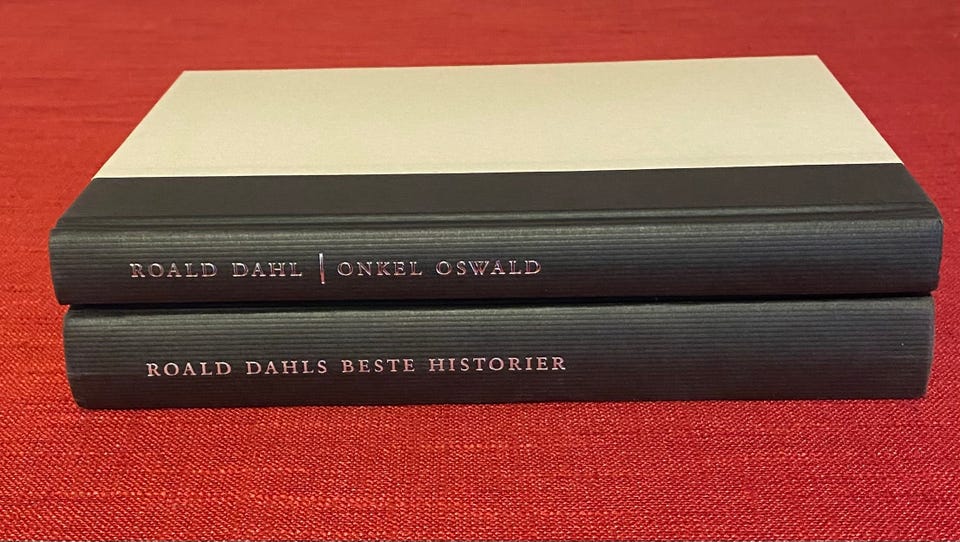 ROALD DAHL | ONKEL OSWALD
ROALD DAHLS BESTE HISTORIER